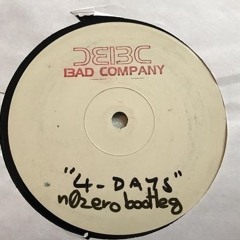 BAD COMPANY
"4-DAYS"
n0zero bootleg